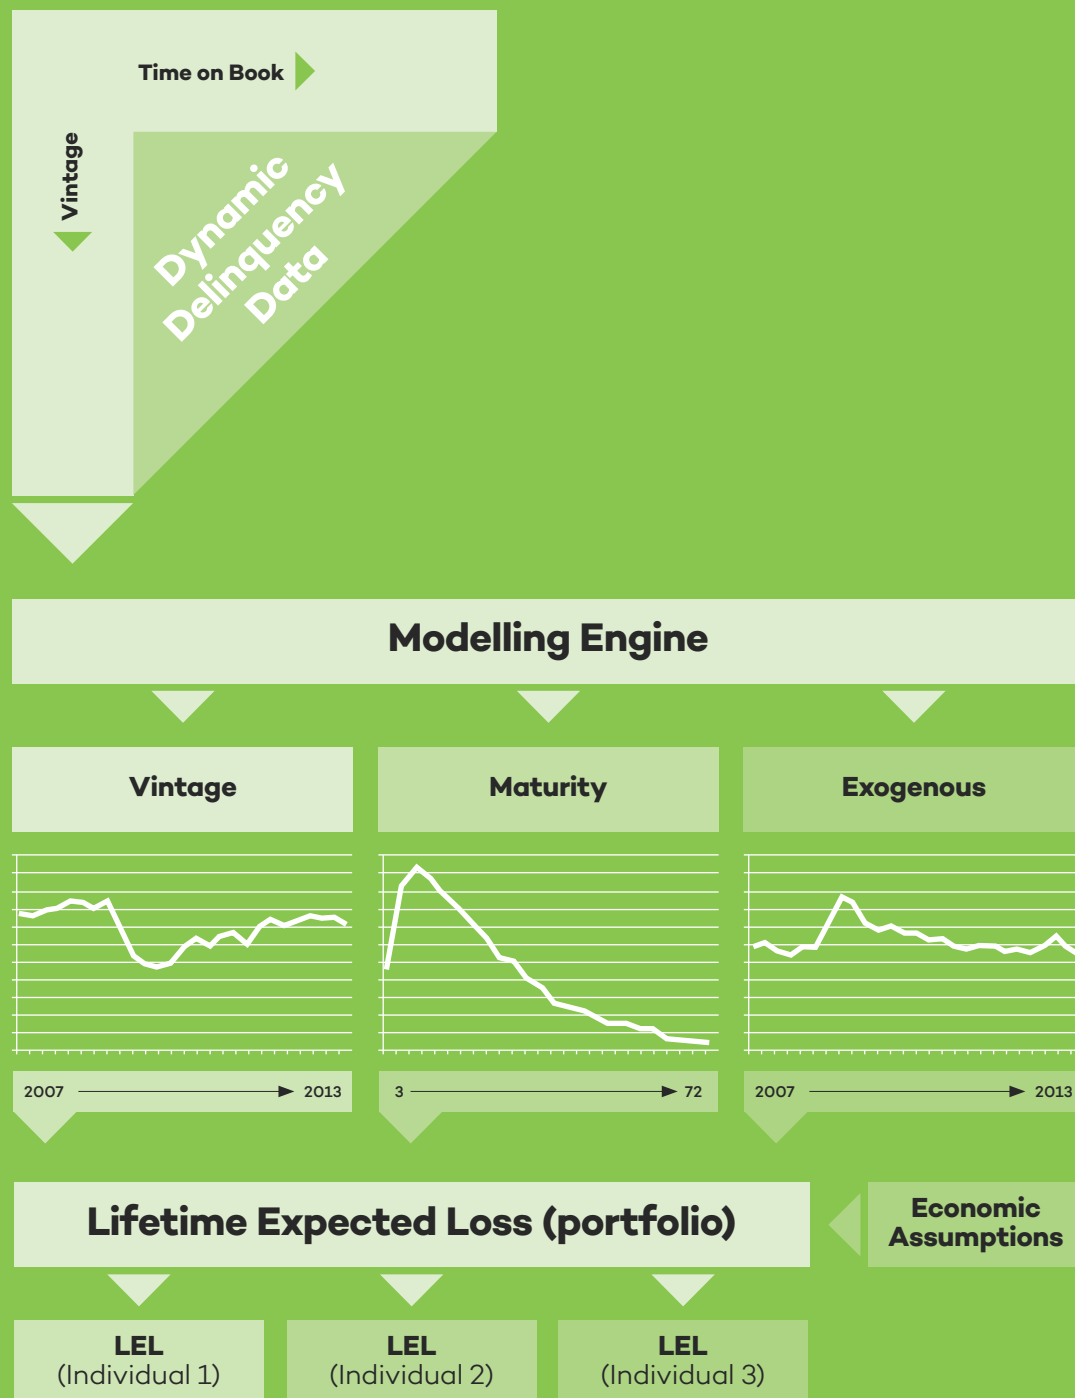 Time on Book
Vintage
Dynamic
Delinquency
Data
Modelling Engine
Vintage
Maturity
Exogenous
2007
2013
3
72
2007
2013
Lifetime Expected Loss (portfolio)
Economic
Assumptions
LEL
(Individual 1)
LEL
(Individual 2)
LEL
(Individual 3)